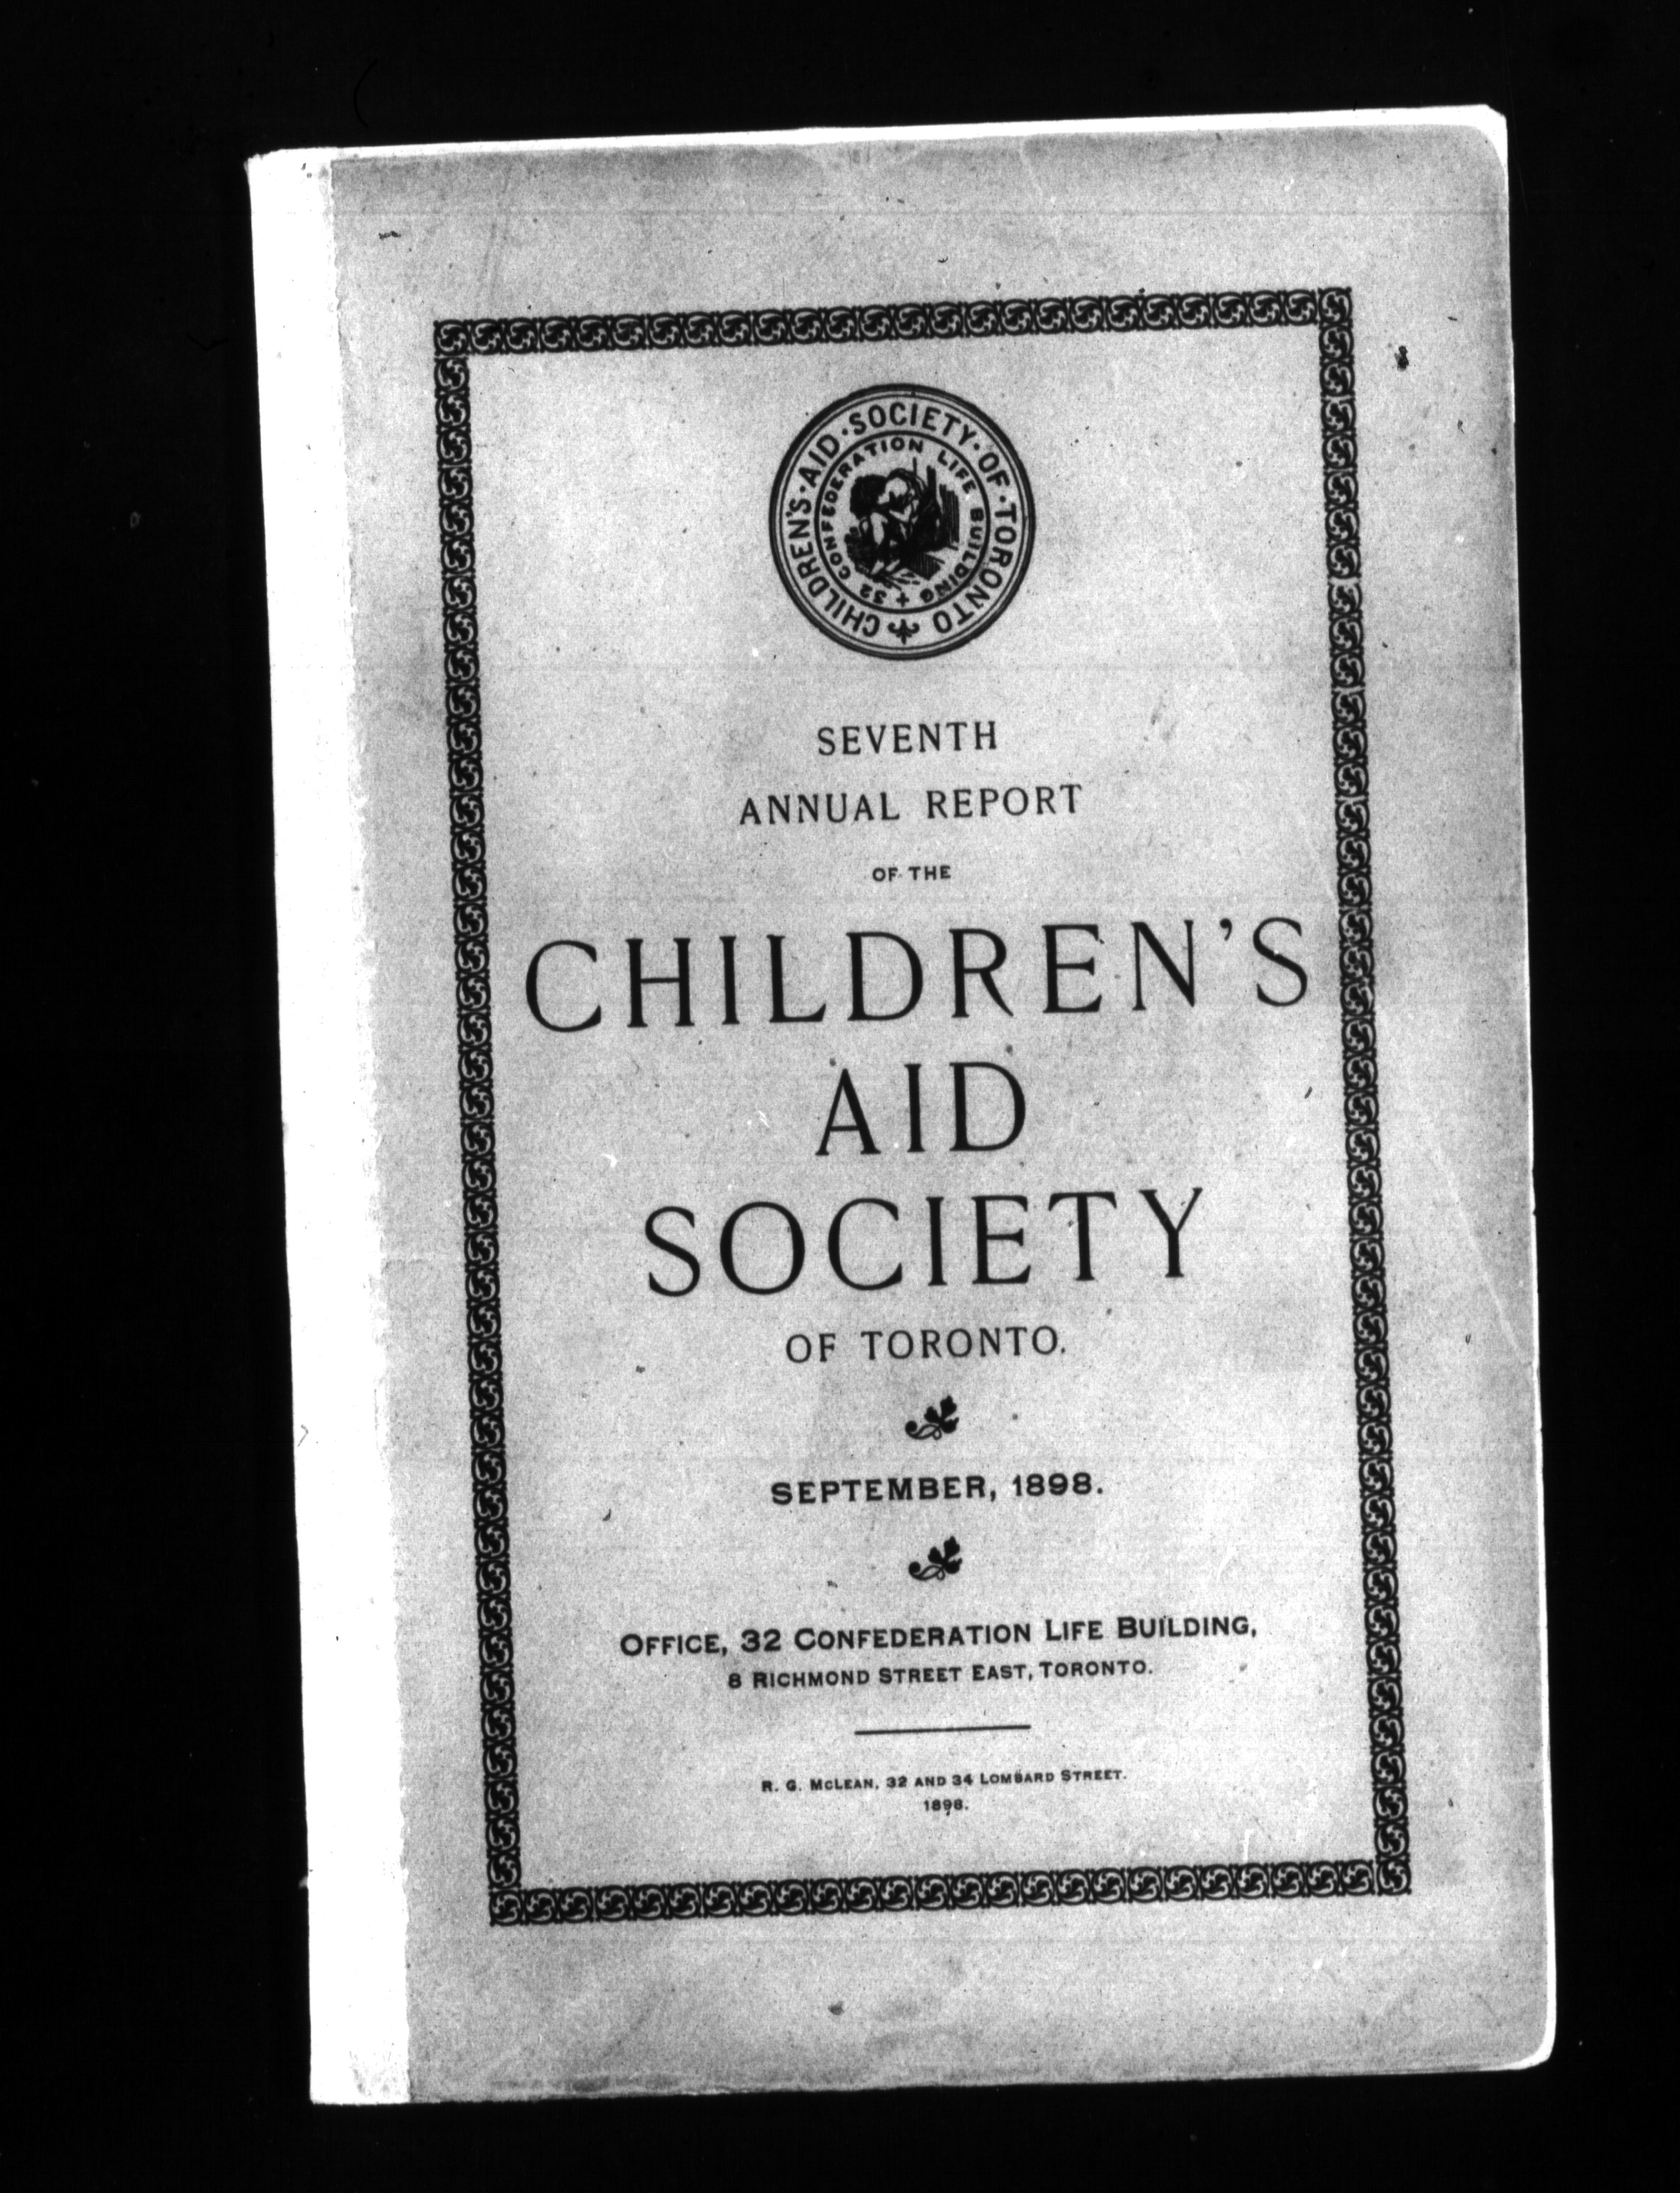 CHILDREN'S·AID·SOCIETY·OF·TORONTO
32 CONFEDERATION LIFE BUILDING
SEVENTH
ANNUAL REPORT
OF THE
CHILDREN'S
AID
SOCIETY
OF TORONTO.
SEPTEMBER, 1898.
OFFICE, 32 CONFEDERATION LIFE BUILDING,
8 RICHMOND STREET EAST, TORONTO.
R. G. MCLEAN, 32 AND 34 LOMBARD STREET.
1898.